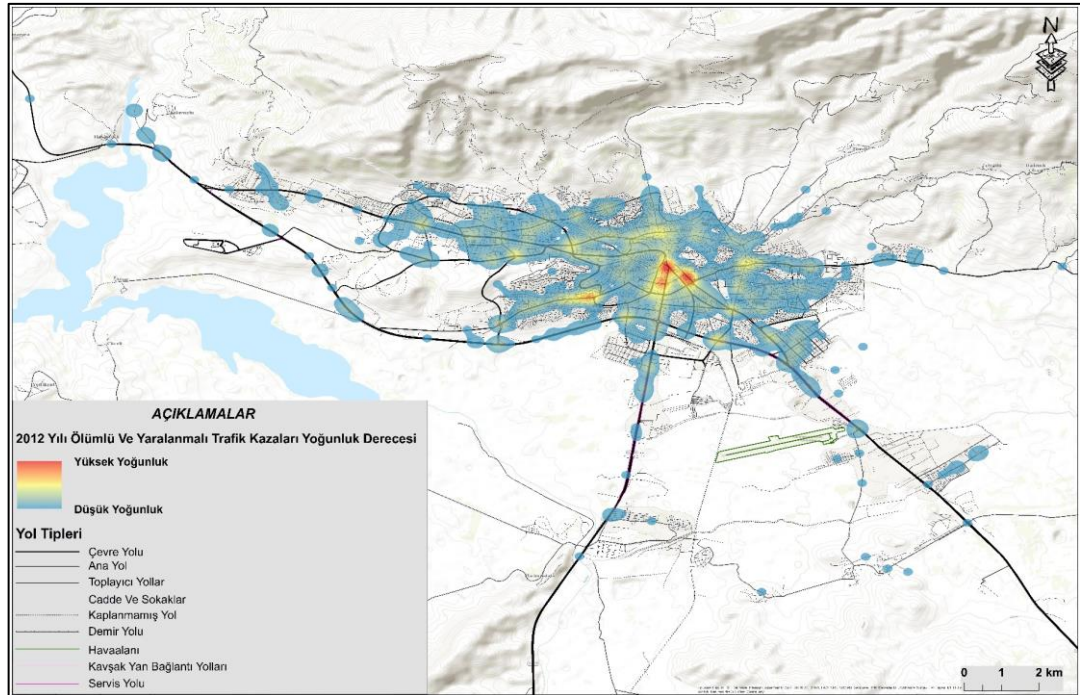 N
AÇIKLAMALAR
2012 Yılı Ölümlü Ve Yaralanmalı Trafik Kazaları Yoğunluk Derecesi
Yüksek Yoğunluk
Düşük Yoğunluk
Yol Tipleri
Çevre Yolu
Ana Yol
Toplayıcı Yollar
Cadde Ve Sokaklar
Kaplanmamış Yol
Demir Yolu
Havaalanı
Kavşak Yan Bağlantı Yolları
Servis Yolu
0 1 2 km